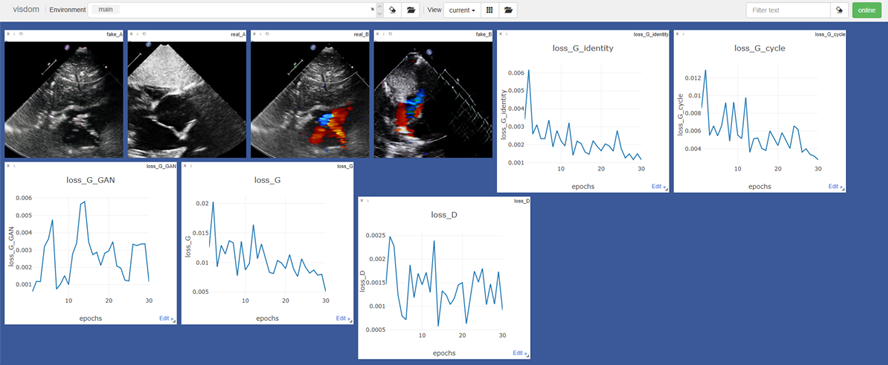 visdom Environment main View current Filter text online
fake_A real_A real_B fake_B loss_G_identity loss_G_cycle
loss_G_identity
0.006
0.005
0.004
0.003
0.002
0.001
10 20 30
loss_G_identity
epochs
Edit
loss_G_cycle
0.012
0.01
0.008
0.006
0.004
10 20 30
loss_G_cycle
epochs
Edit
loss_G_GAN
loss_G_GAN
0.006
0.005
0.004
0.003
0.002
0.001
10 20 30
loss_G_GAN
epochs
Edit
loss_G
loss_G
0.02
0.015
0.01
0.005
10 20 30
loss_G
epochs
Edit
loss_D
loss_D
0.0025
0.002
0.0015
0.001
0.0005
10 20 30
loss_D
epochs
Edit